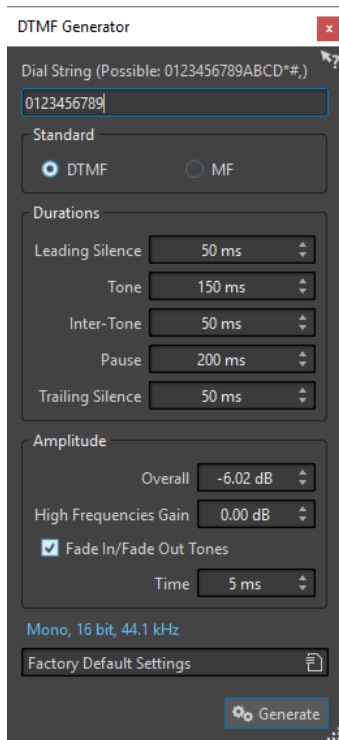 DTMF Generator
x
Dial String (Possible: 0123456789ABCD*#,)
?
0123456789
Standard
DTMF MF
Durations
Leading Silence 50 ms
Tone 150 ms
Inter-Tone 50 ms
Pause 200 ms
Trailing Silence 50 ms
Amplitude
Overall -6.02 dB
High Frequencies Gain 0.00 dB
Fade In/Fade Out Tones
Time 5 ms
Mono, 16 bit, 44.1 kHz
Factory Default Settings
Generate